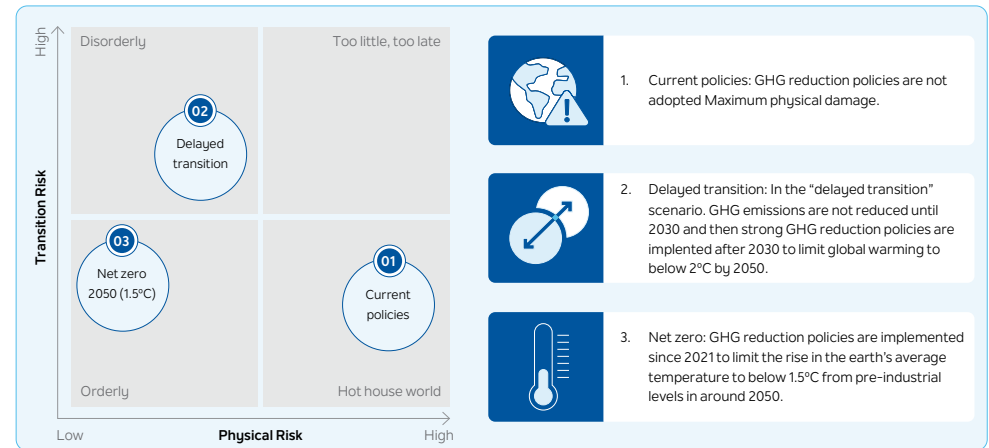 High
Transition Risk
Disorderly
Too little, too late
02
Delayed
transition
03
Net zero
2050 (1.5ºC)
01
Current
policies
Orderly
Hot house world
Low
Physical Risk
High
1. Current policies: GHG reduction policies are not
adopted Maximum physical damage.
2. Delayed transition: In the “delayed transition”
scenario. GHG emissions are not reduced until
2030 and then strong GHG reduction policies are
implented after 2030 to limit global warming to
below 2ºC by 2050.
3. Net zero: GHG reduction policies are implemented
since 2021 to limit the rise in the earth’s average
temperature to below 1.5ºC from pre-industrial
levels in around 2050.